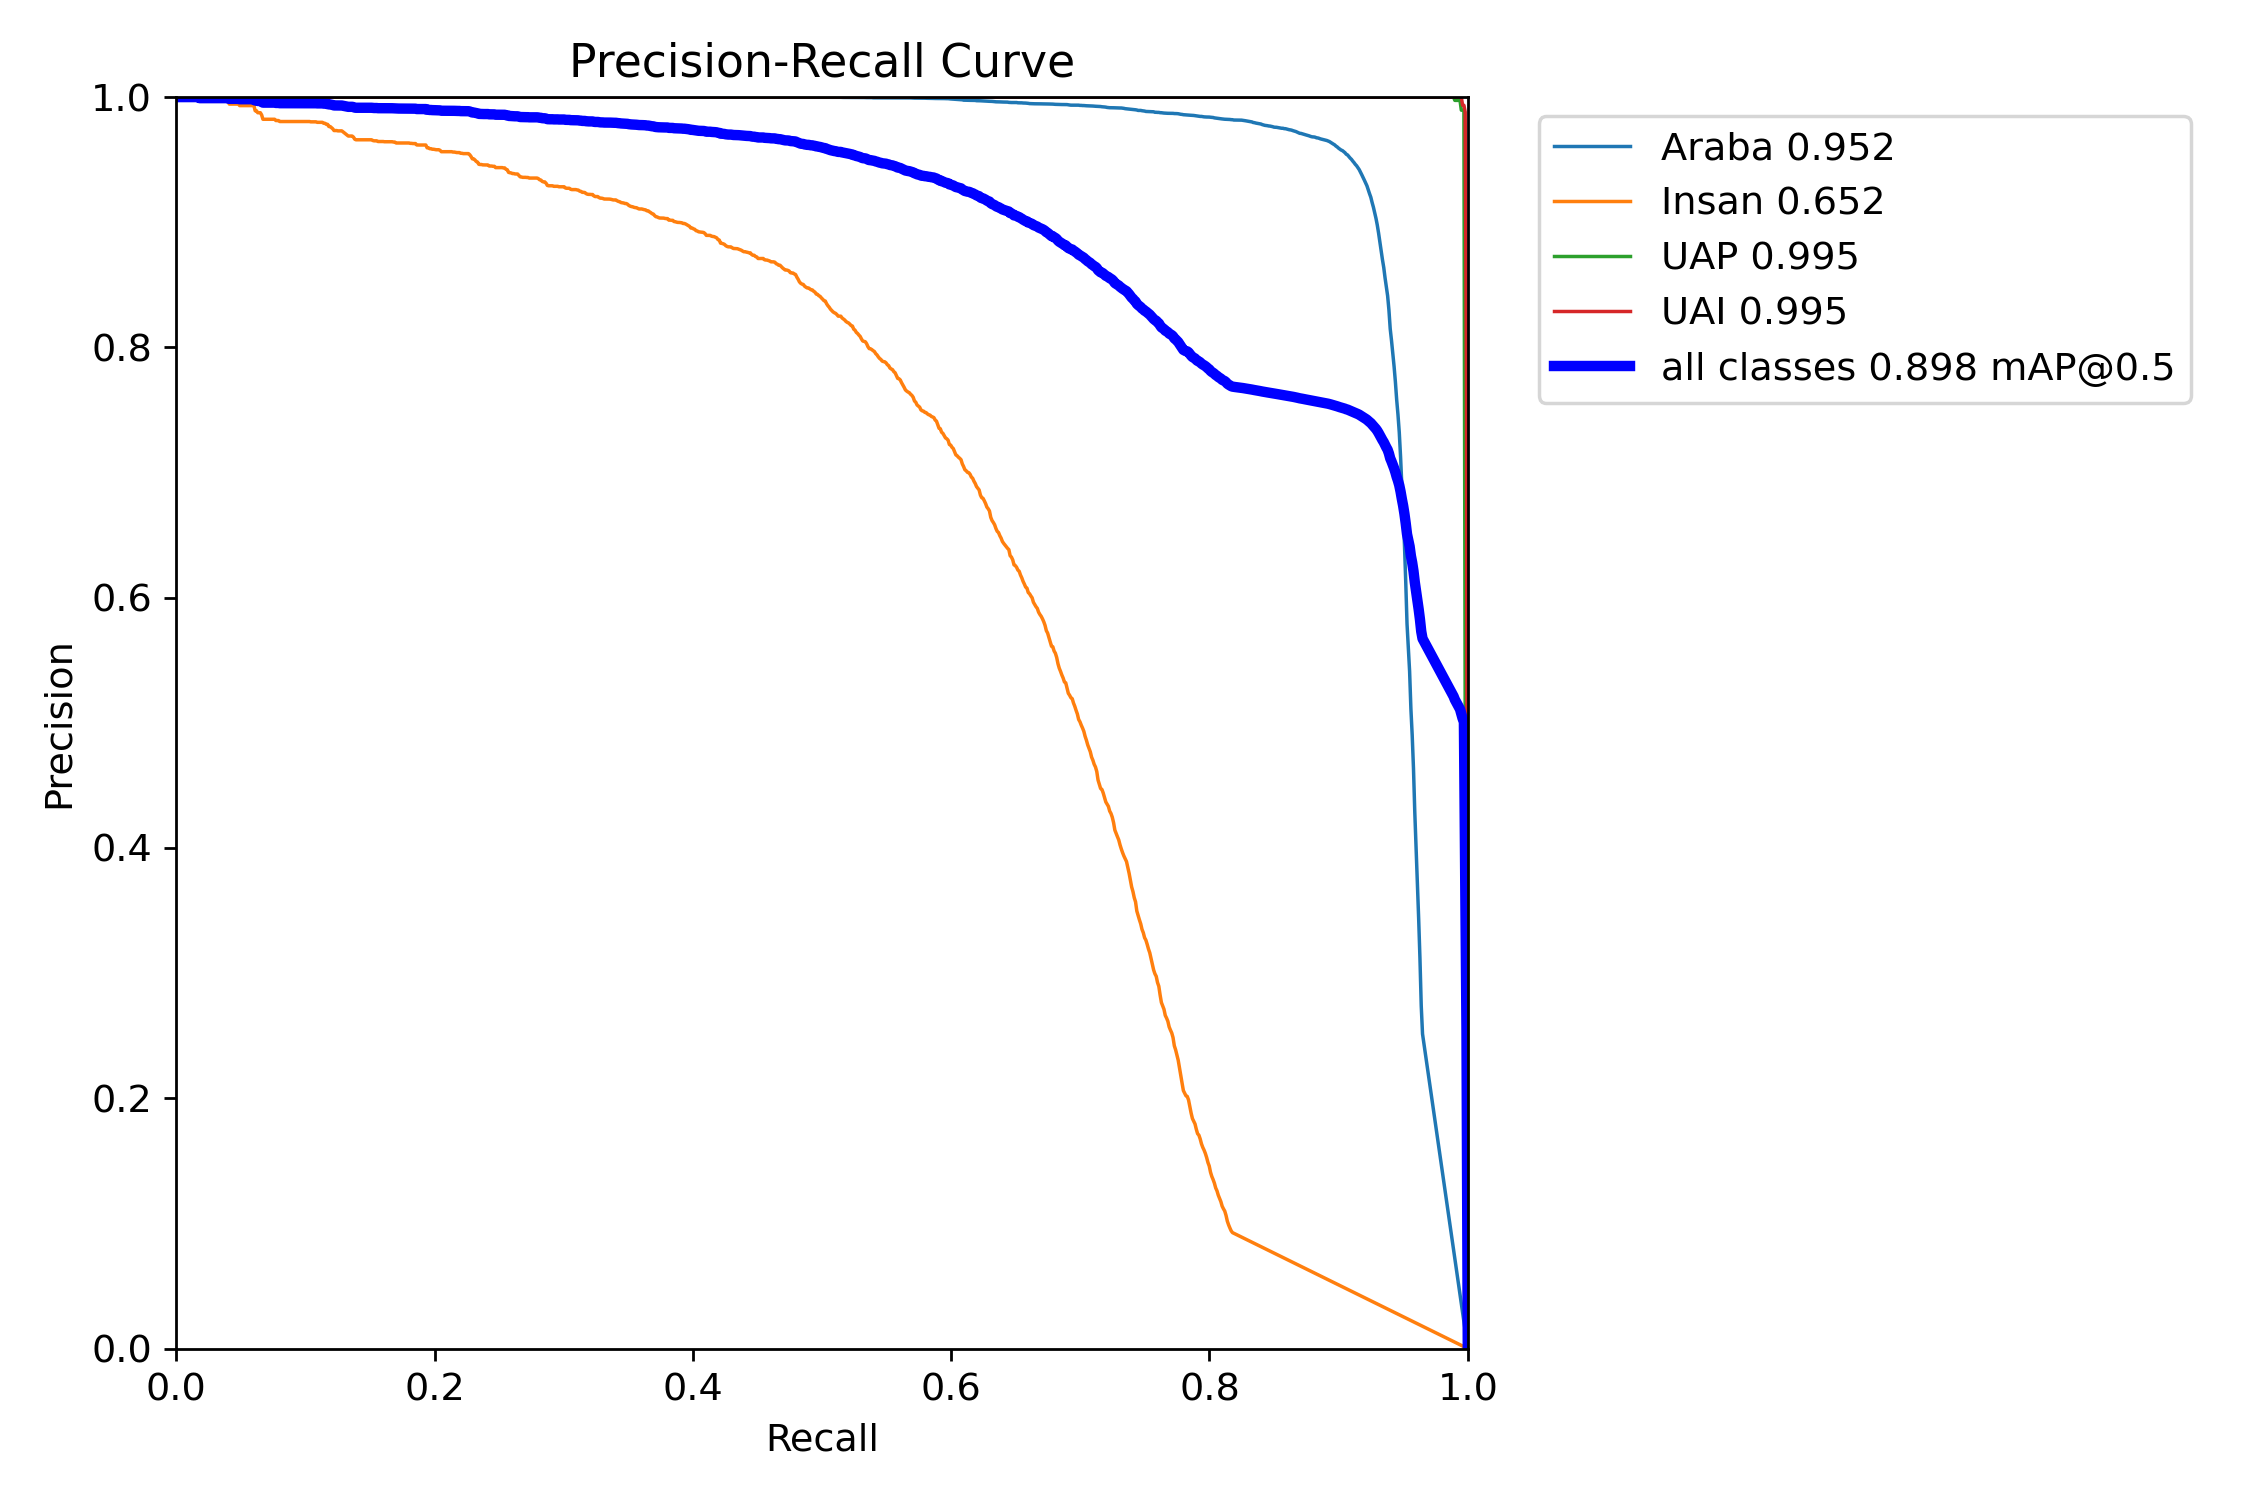 Precision-Recall Curve
1.0
0.8
0.6
0.4
0.2
0.0
Precision
0.0 0.2 0.4 0.6 0.8 1.0
Recall
Araba 0.952
Insan 0.652
UAP 0.995
UAI 0.995
all classes 0.898 mAP@0.5